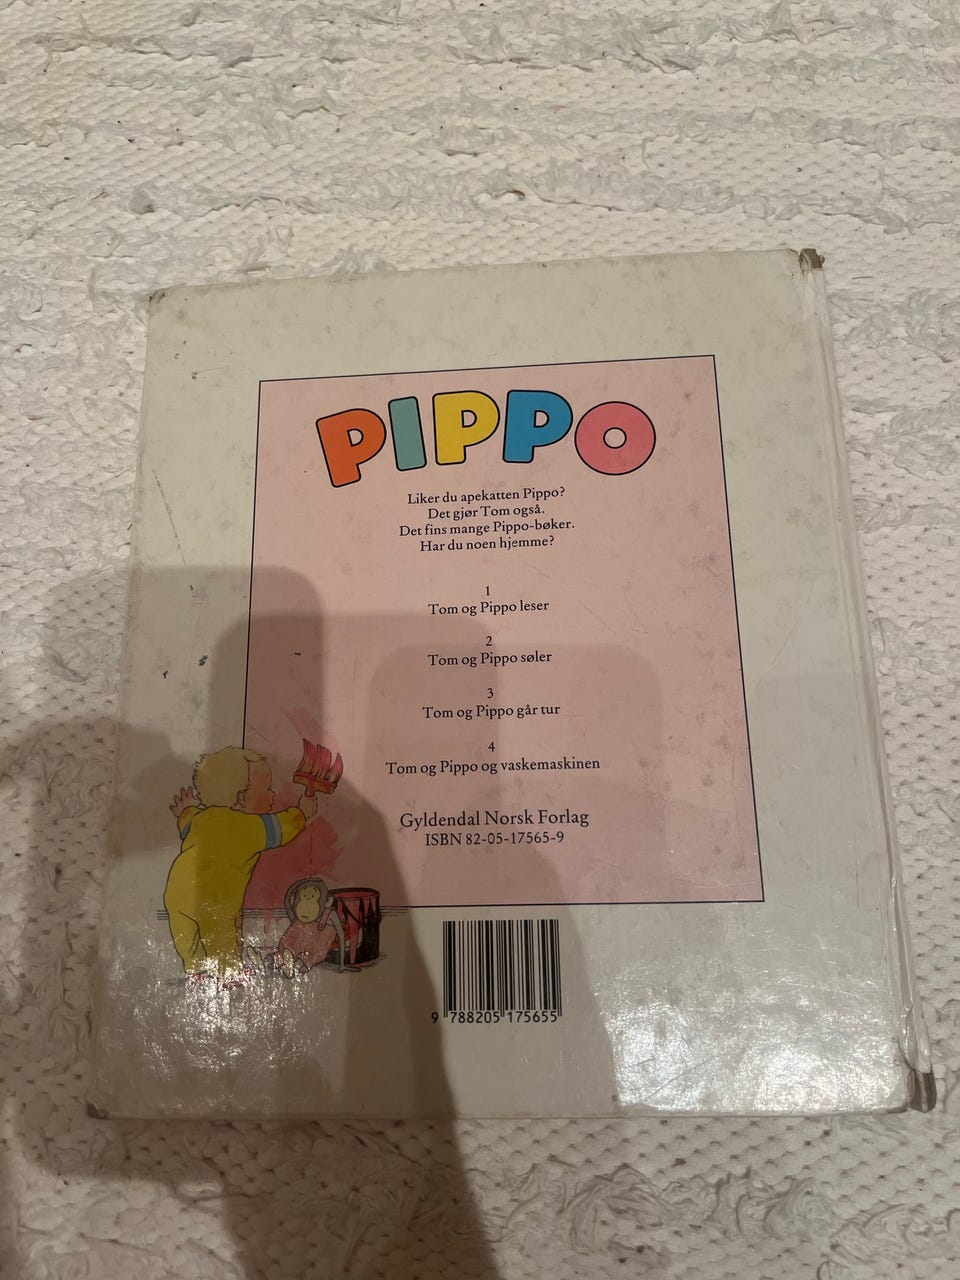 PIPPO
Liker du apekatten Pippo?
Det gjør Tom også.
Det fins mange Pippo-bøker.
Har du noen hjemme?
1
Tom og Pippo leser
2
Tom og Pippo søler
3
Tom og Pippo går tur
4
Tom og Pippo og vaskemaskinen
Gyldendal Norsk Forlag
ISBN 82-05-17565-9
9 788205 175655